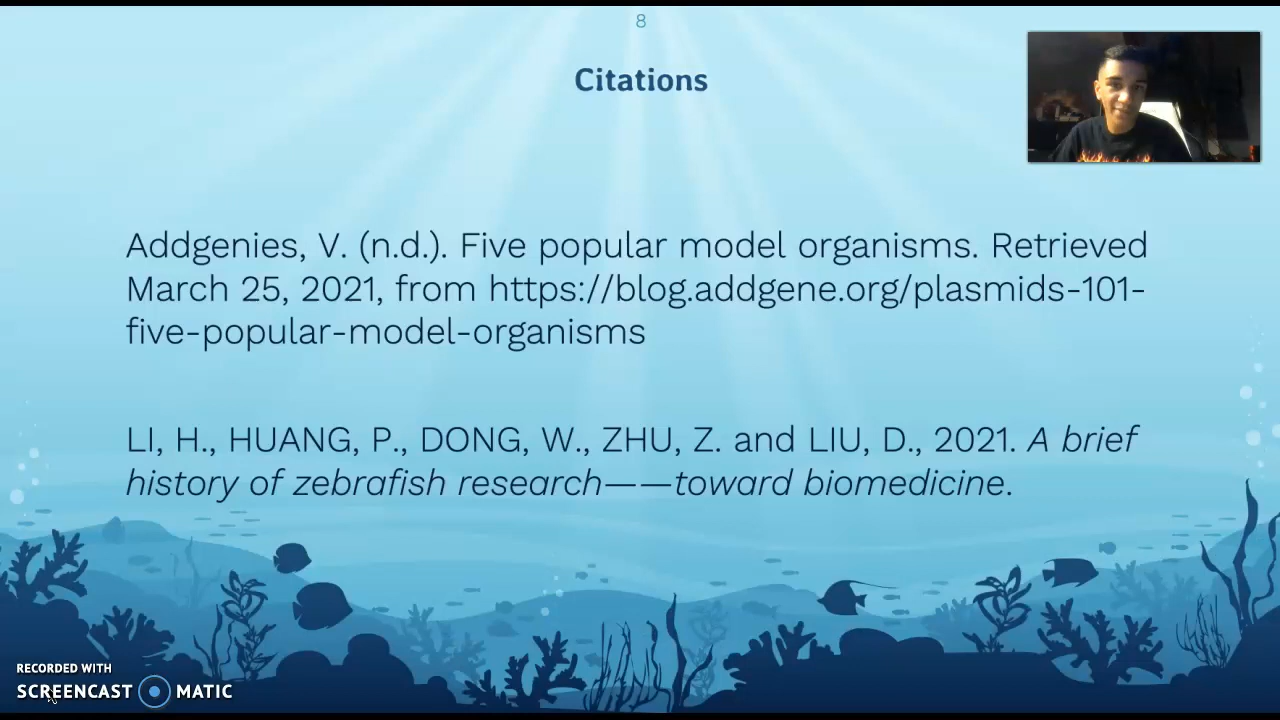 8
Citations
Addgenies, V. (n.d.). Five popular model organisms. Retrieved
March 25, 2021, from https://blog.addgene.org/plasmids-101-
five-popular-model-organisms
LI, H., HUANG, P., DONG, W., ZHU, Z. and LIU, D., 2021. A brief
history of zebrafish research——toward biomedicine.
RECORDED WITH
SCREENCAST MATIC